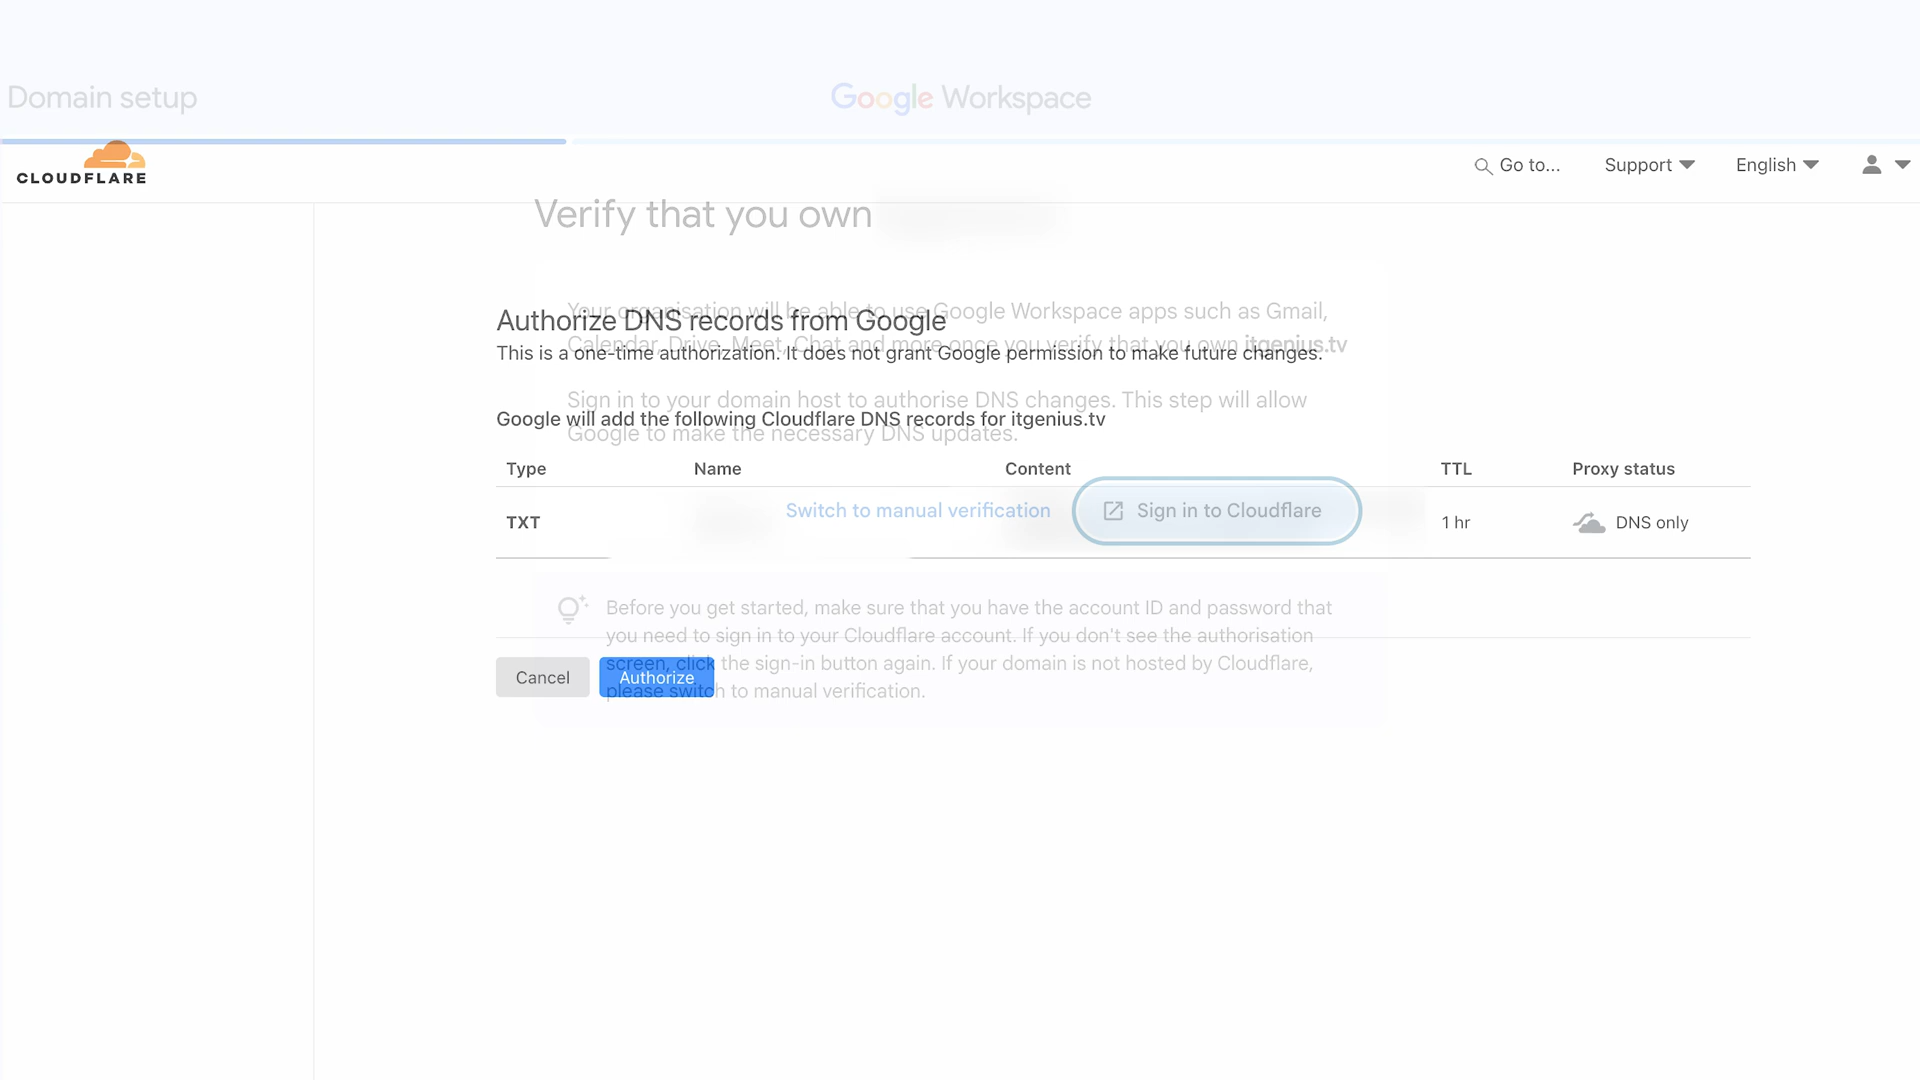 Domain setup
Google Workspace
CLOUDFLARE
Go to...
Support
English
Verify that you own
Your organisation will be able to use Google Workspace apps such as Gmail,
Calendar, Drive, Meet, Chat and more once you verify that you own itgenius.tv
Authorize DNS records from Google
This is a one-time authorization. It does not grant Google permission to make future changes.
Sign in to your domain host to authorise DNS changes. This step will allow
Google to make the necessary DNS updates.
Google will add the following Cloudflare DNS records for itgenius.tv
Type Name Content TTL Proxy status
Switch to manual verification Sign in to Cloudflare
TXT 1 hr DNS only
Before you get started, make sure that you have the account ID and password that
you need to sign in to your Cloudflare account. If you don't see the authorisation
screen, click the sign-in button again. If your domain is not hosted by Cloudflare,
please switch to manual verification.
Cancel Authorize